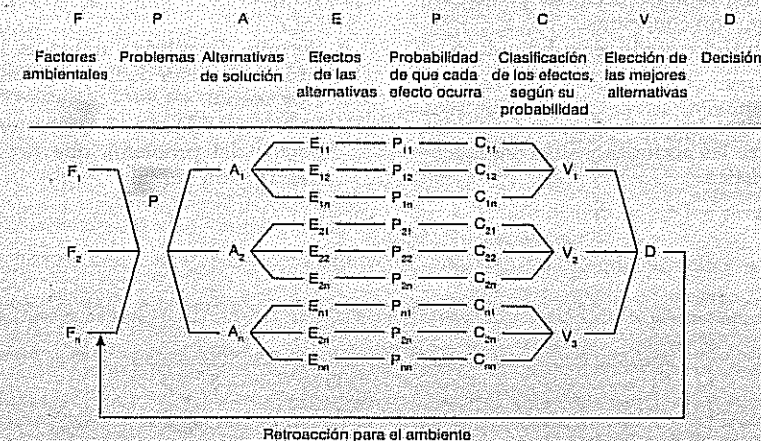 F P A E P C V D
Factores Problemas Alternativas Efectos Probabilidad Clasificación Elección de Decisión
ambientales de solución de las de que cada de los efectos, las mejores
alternativas efecto ocurra según su alternativas
probabilidad
E₁₁ P₁₁ C₁₁
F₁ A₁ E₁₂ P₁₂ C₁₂ V₁
P
E₁ₙ P₁ₙ C₁ₙ
E₂₁ P₂₁ C₂₁
F₂ A₂ E₂₂ P₂₂ C₂₂ V₂ D
E₂ₙ P₂ₙ C₂ₙ
Eₙ₁ Pₙ₁ Cₙ₁
Fₙ Aₙ E₂ₙ P₂ₙ C₂ₙ V₃
Eₙₙ Pₙₙ Cₙₙ
Retroacción para el ambiente